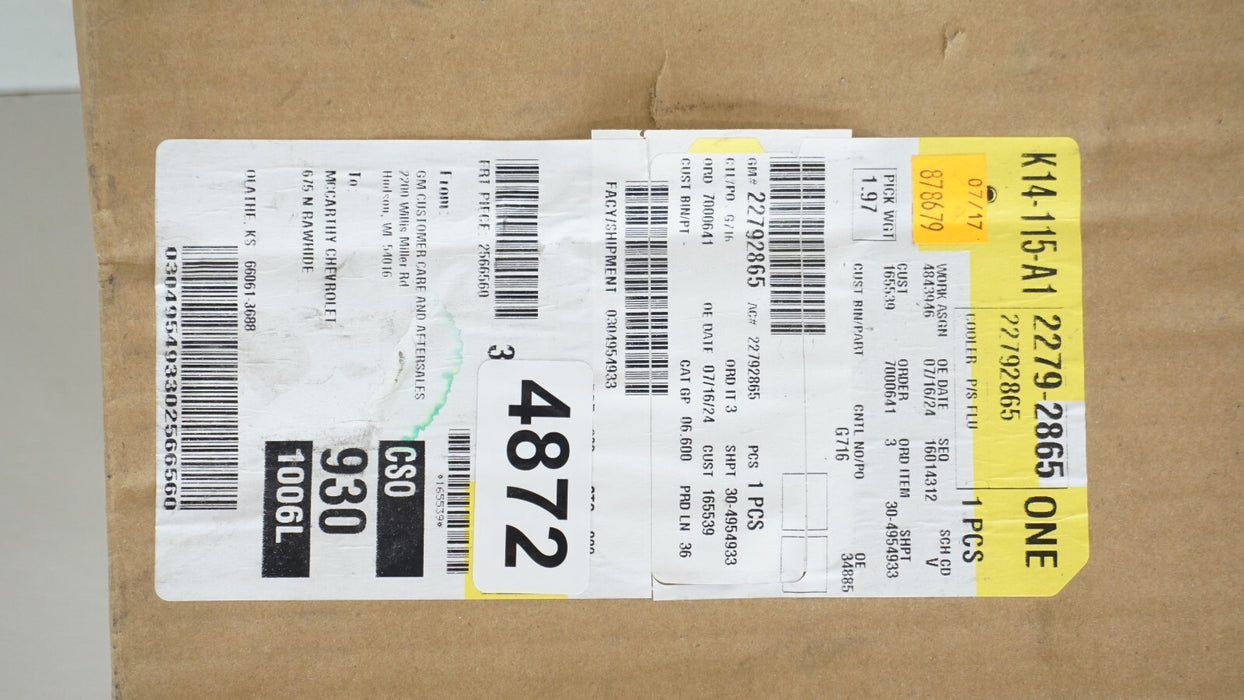 K14-115-A1 2279-2865 ONE
22792865
COOLER P/S FLU
1 PCS
07/17
878679
PICK WGT
1.97
WORK ASGN OE DATE SEQ SCH CD
4843946 07/16/24 16014312 V
CUST ORDER ORD ITEM SHPT
165539 7000641 3 30-4954933
CUST BIN/PART CNTL NO/PO OE
G716 34885
GM# 22792865 AC# 22792865 PCS 1 PCS
CTL/PO G716 ORD IT 3 SHPT 30-4954933
ORD 7000641 OE DATE 07/16/24 CUST 165539
CUST BIN/PT - CAT GP 06.600 PRD LN 36
FACY/SHIPMENT 0304954933
4872
3
FRT PIECE 2566560
*165539*
From:
GM CUSTOMER CARE AND AFTERSALES
2200 Willis Miller Rd
Hudson, WI 54016
CSO
To
MCCARTHY CHEVROLET
930
675 N RAWHIDE
1006L
OLATHE, KS 66061-3688
030495493302566560